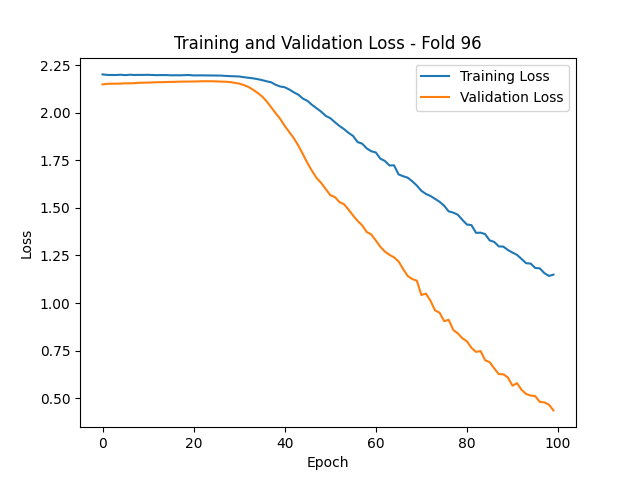 Training and Validation Loss - Fold 96
Training Loss
Validation Loss
2.25
2.00
1.75
1.50
1.25
1.00
0.75
0.50
Loss
0 20 40 60 80 100
Epoch